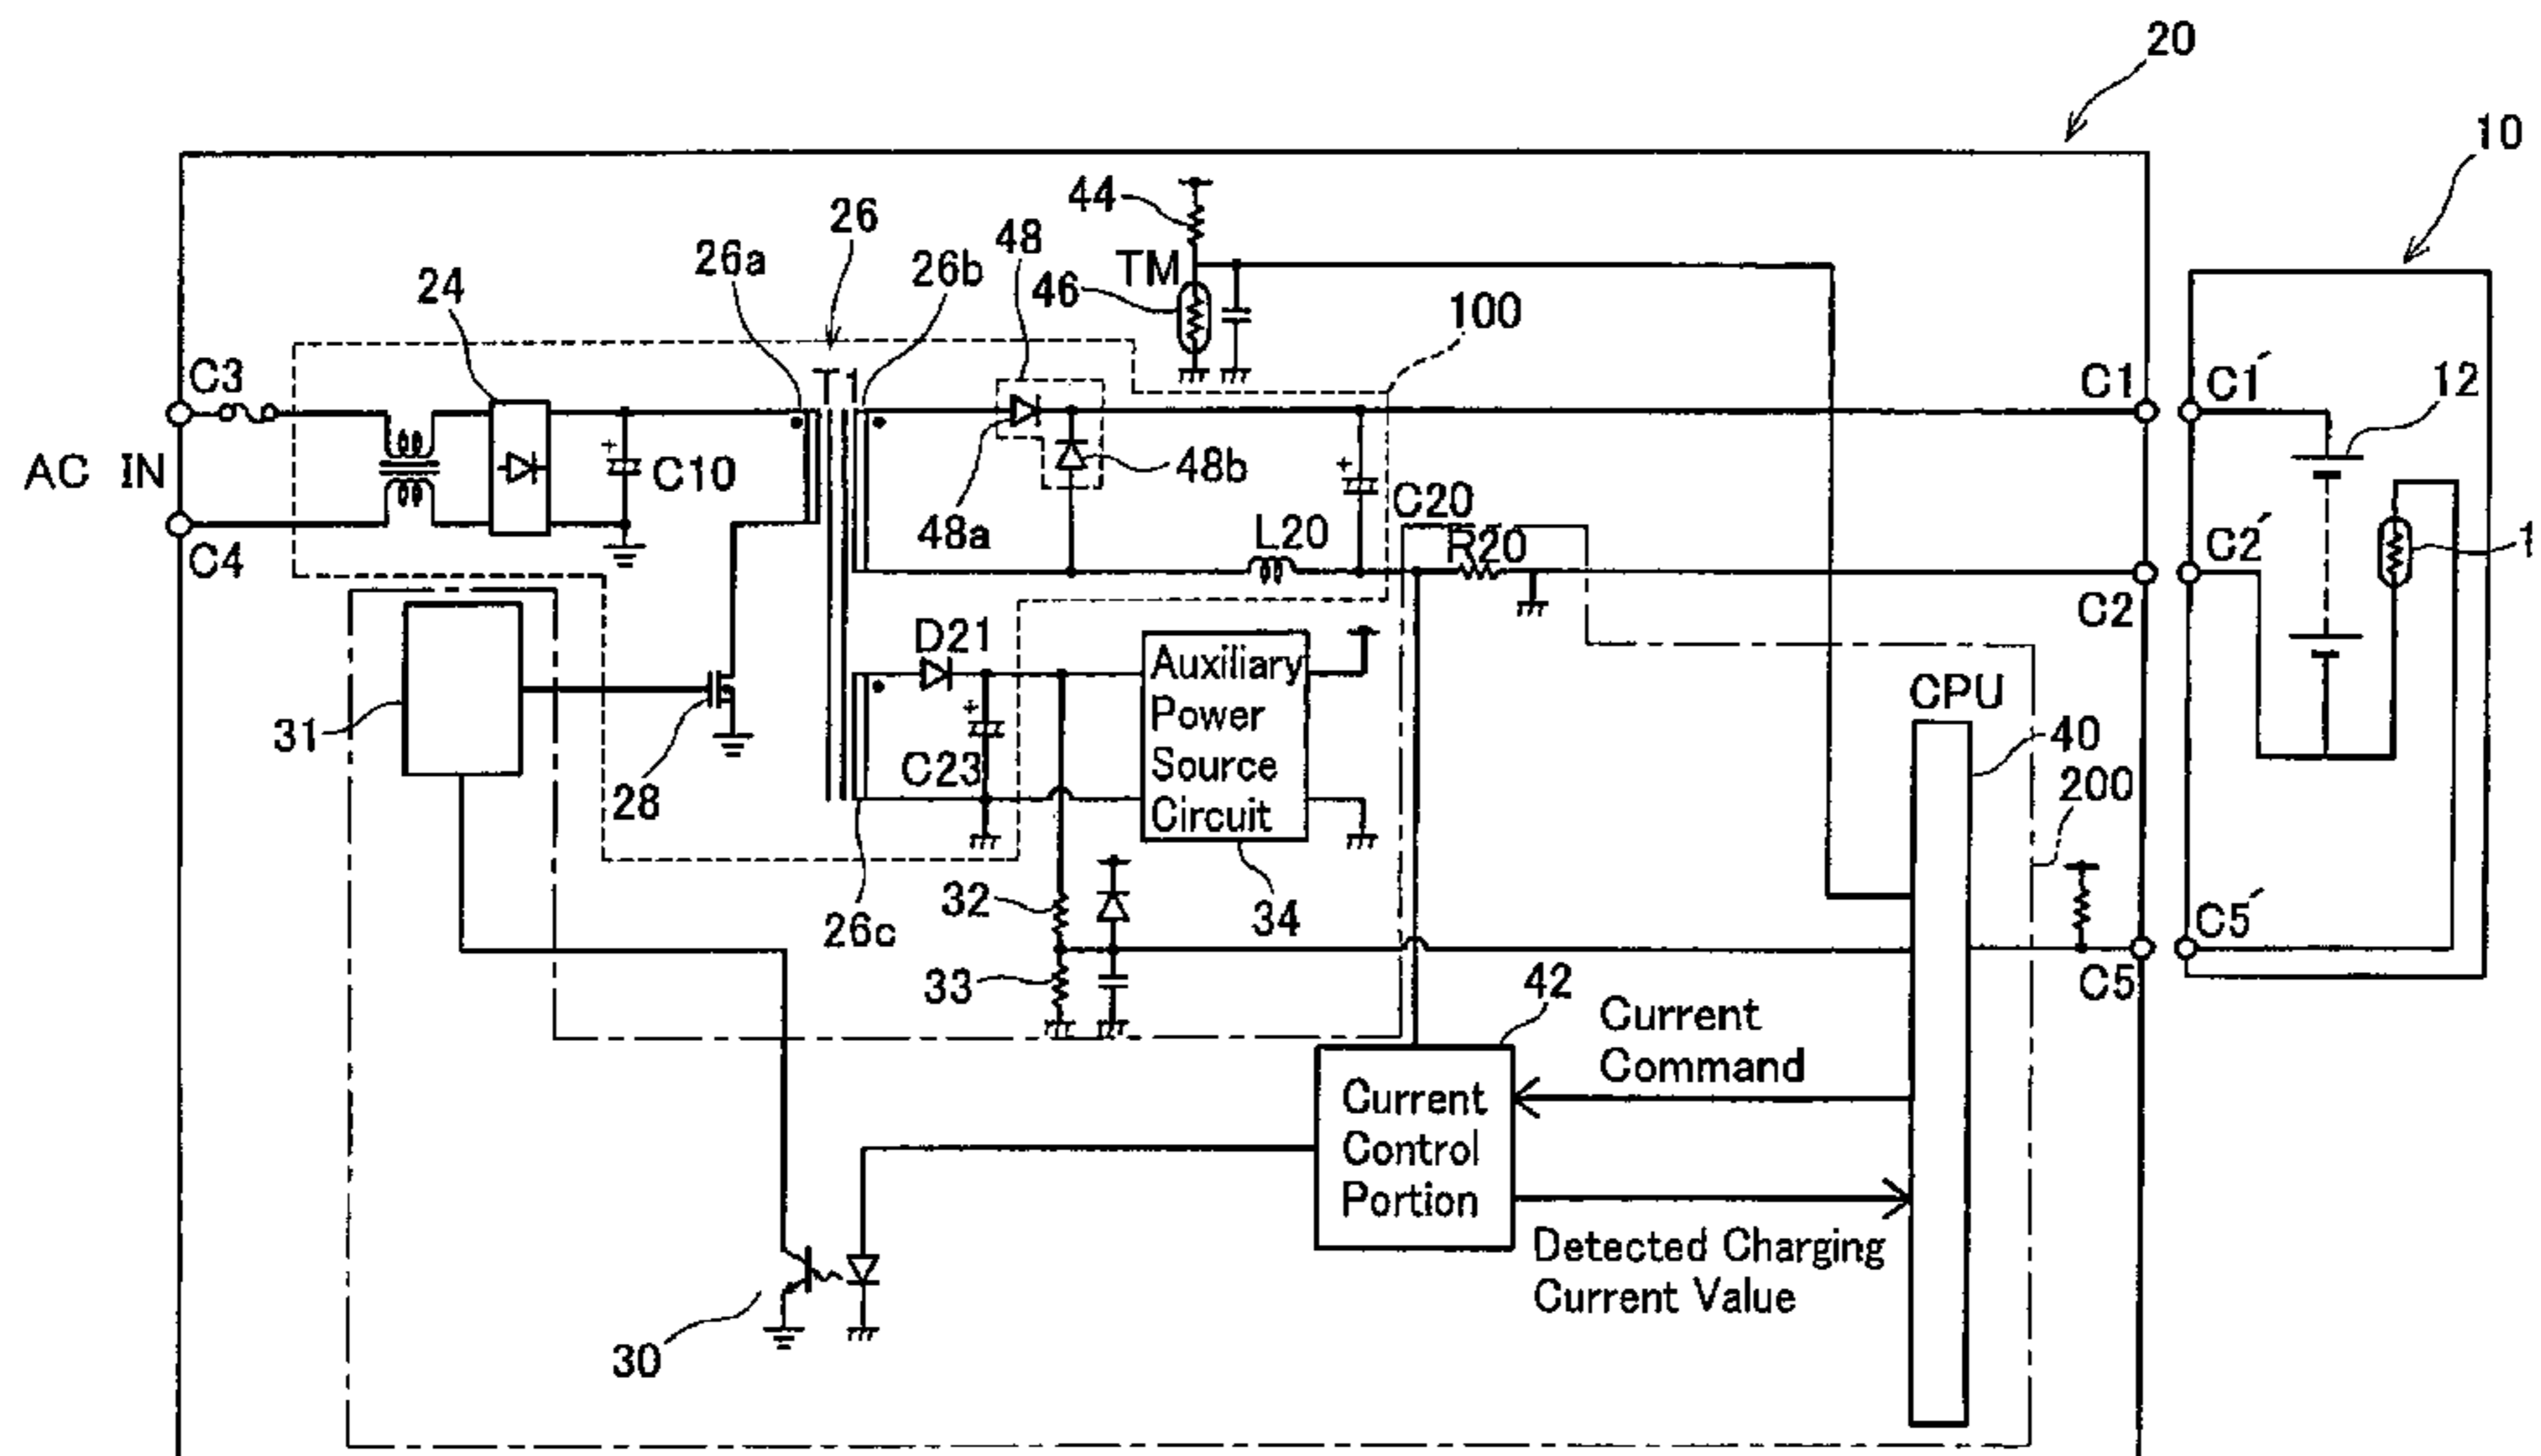 20
10
44
26
48
26a
26b
TM
24
46
100
T1
C3
C1
C1´
12
AC IN
C10
48b
48a
C20
C4
L20
R20
C2´
C2
D21
Auxiliary
Power
Source
Circuit
CPU
31
40
200
C23
28
32
34
26c
C5´
33
C5
42
Current
Command
Current
Control
Portion
Detected Charging
Current Value
30